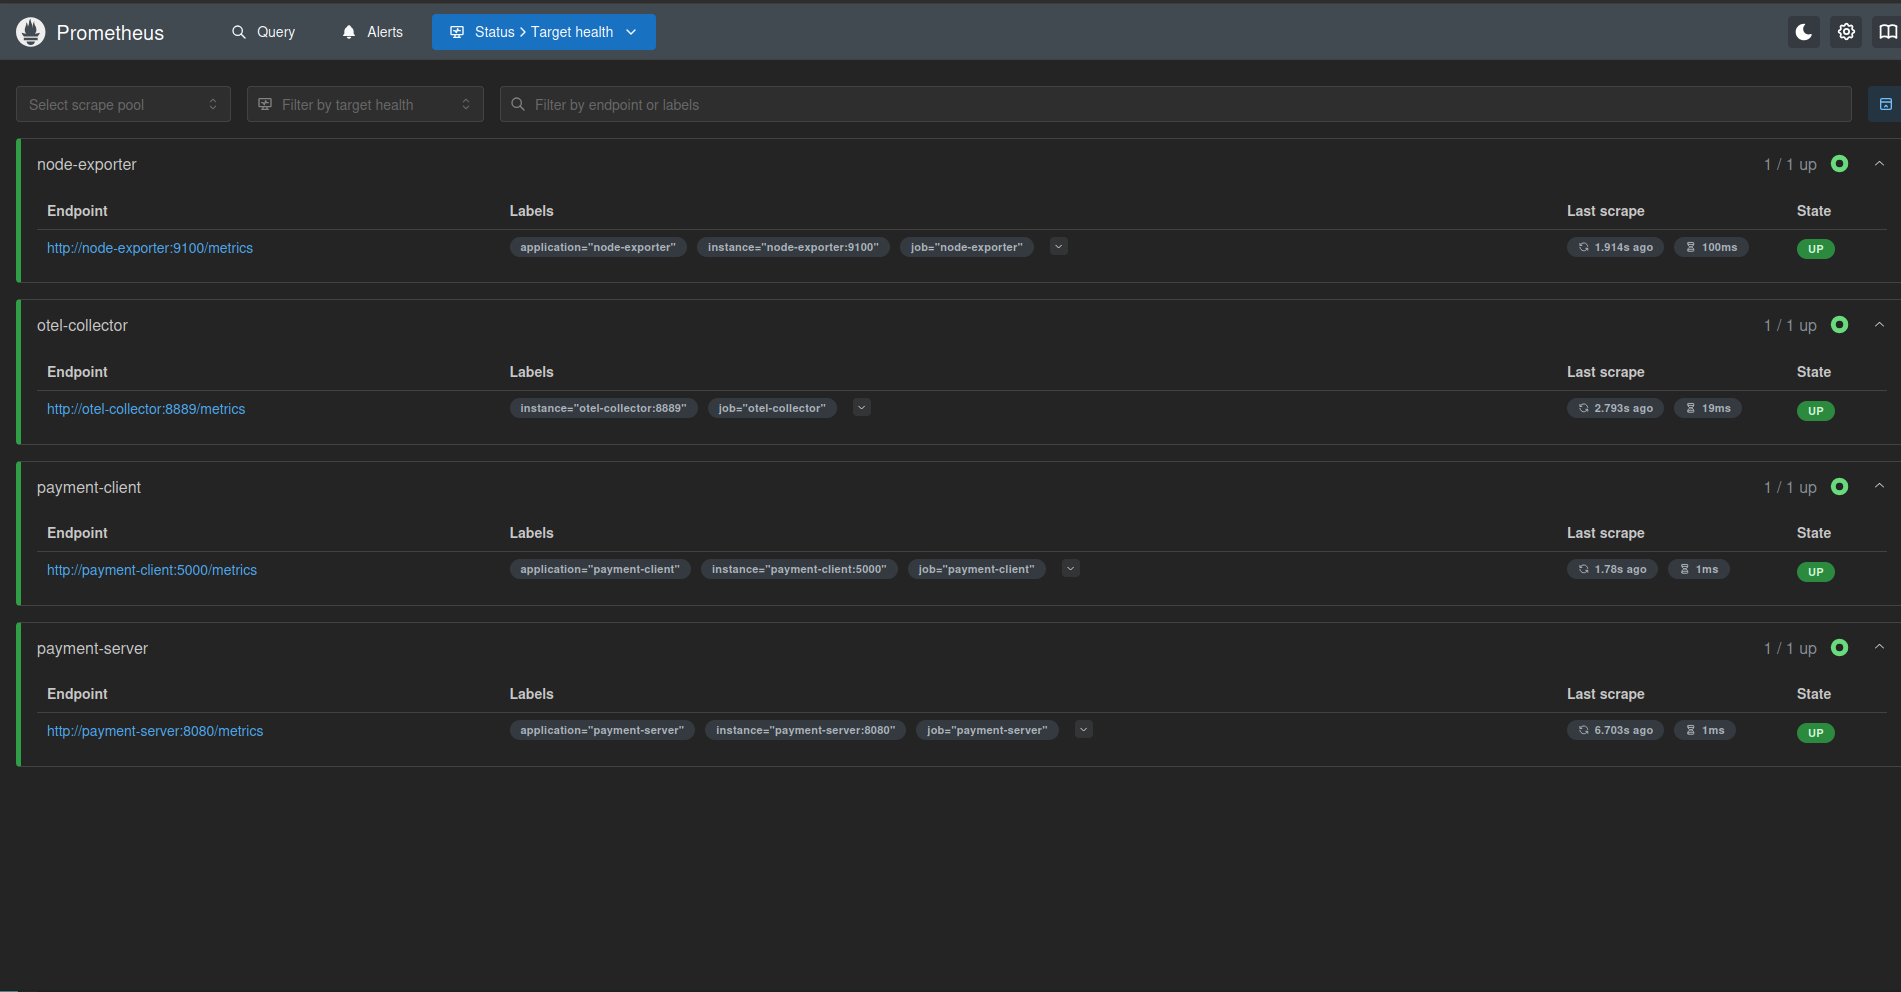 Prometheus Query Alerts Status > Target health
Select scrape pool Filter by target health Filter by endpoint or labels
node-exporter 1 / 1 up
Endpoint Labels Last scrape State
http://node-exporter:9100/metrics application="node-exporter" instance="node-exporter:9100" job="node-exporter" 1.914s ago 100ms UP
otel-collector 1 / 1 up
Endpoint Labels Last scrape State
http://otel-collector:8889/metrics instance="otel-collector:8889" job="otel-collector" 2.793s ago 19ms UP
payment-client 1 / 1 up
Endpoint Labels Last scrape State
http://payment-client:5000/metrics application="payment-client" instance="payment-client:5000" job="payment-client" 1.78s ago 1ms UP
payment-server 1 / 1 up
Endpoint Labels Last scrape State
http://payment-server:8080/metrics application="payment-server" instance="payment-server:8080" job="payment-server" 6.703s ago 1ms UP